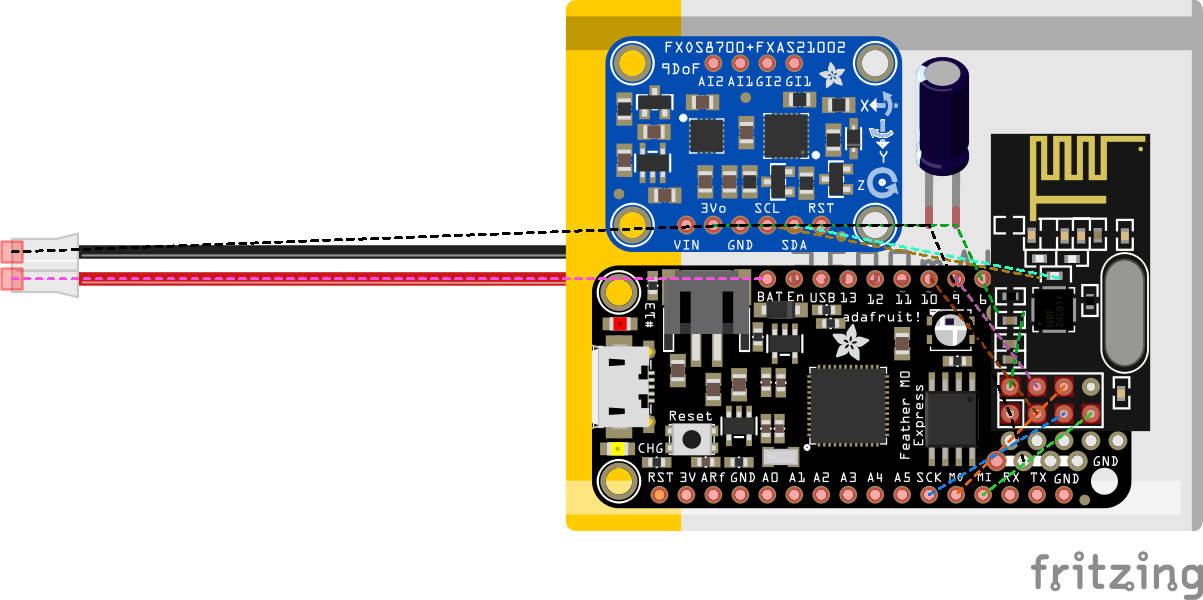 FXOS8700+FXAS21002
9DoF
AI2 AI1 GI2 GI1
X
Y
Z
3Vo SCL RST
VIN GND SDA
#13
BAT En USB 13 12 11 10 9 6
adafruit!
NRF
24L01+
Feather M0
Express
Reset
CHG
GND
RST 3V ARf GND A0 A1 A2 A3 A4 A5 SCK MO MI RX TX GND
fritzing